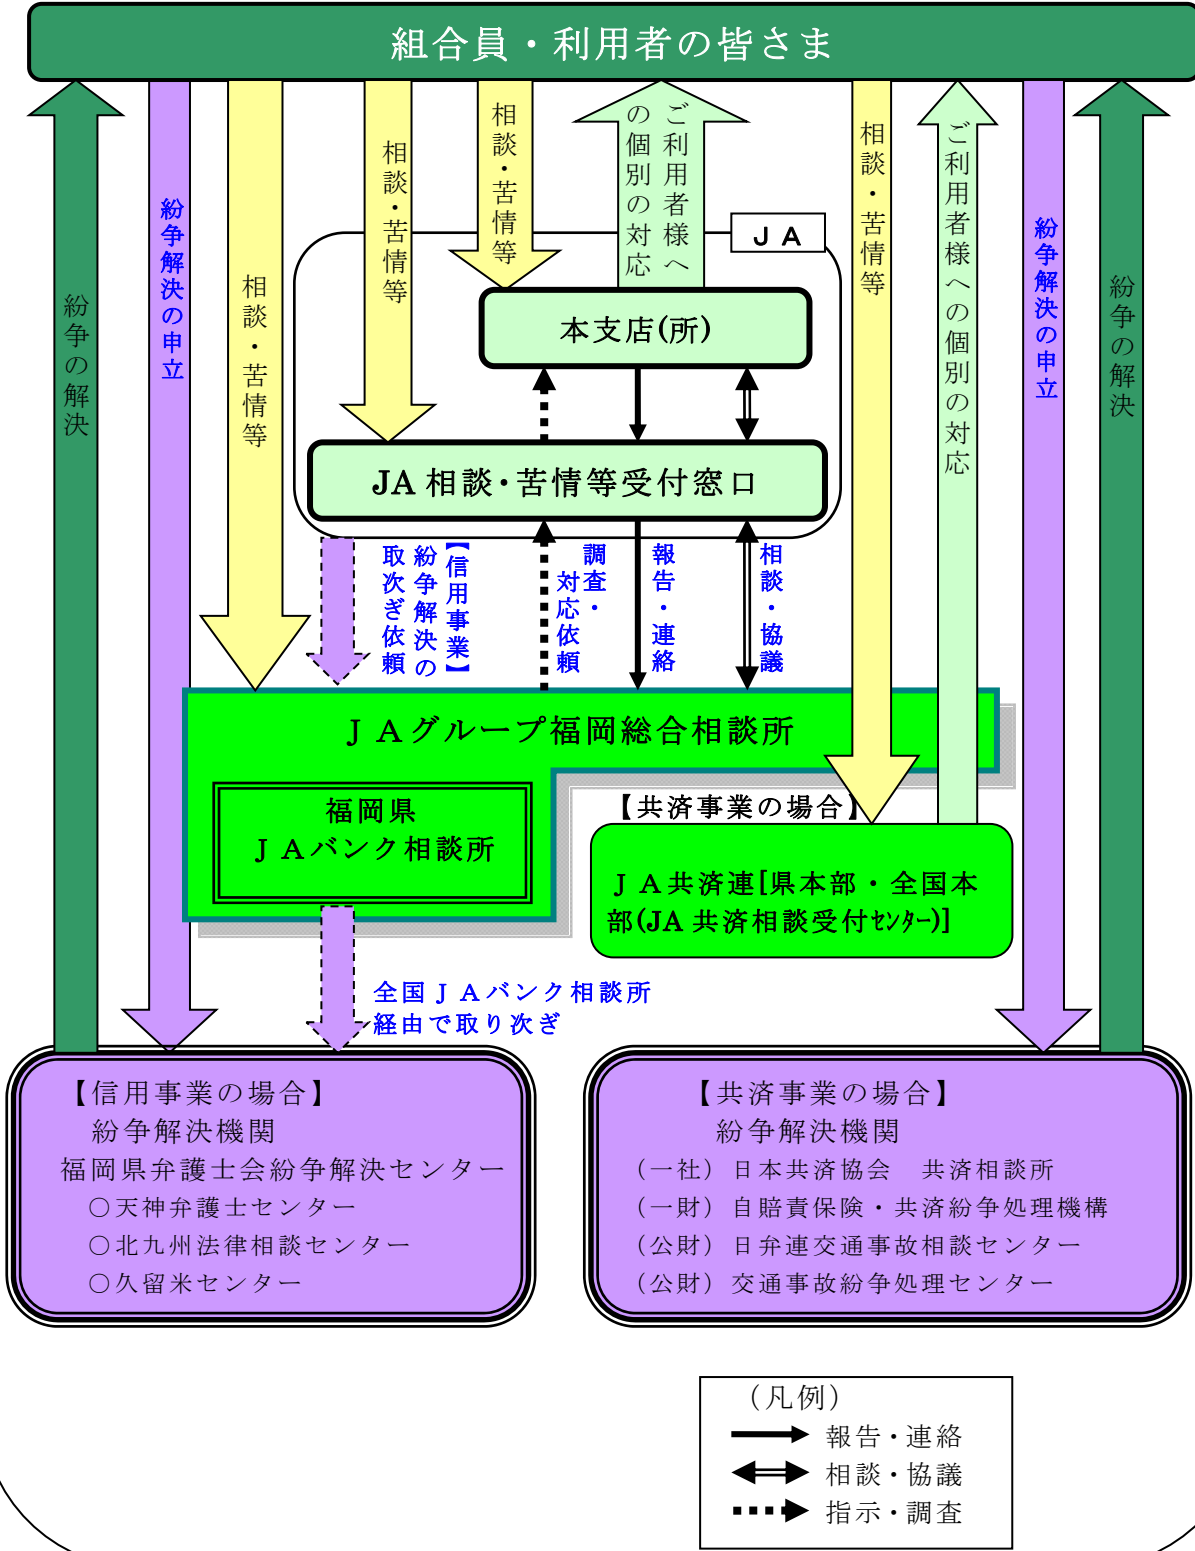 組合員・利用者の皆さま
紛争の解決
紛争解決の申立
相談・苦情等
相談・苦情等
相談・苦情等
ご利用者様へ
の個別の対応
相談・苦情等
ご利用者様への個別の対応
紛争解決の申立
紛争の解決
ＪＡ
本支店(所)
JA 相談・苦情等受付窓口
【信用事業】
紛争解決の
取次ぎ依頼
調査・
対応依頼
報告・連絡
相談・協議
ＪＡグループ福岡総合相談所
福岡県
ＪＡバンク相談所
【共済事業の場合】
ＪＡ共済連[県本部・全国本
部(JA 共済相談受付ｾﾝﾀｰ)]
全国ＪＡバンク相談所
経由で取り次ぎ
【信用事業の場合】
紛争解決機関
福岡県弁護士会紛争解決センター
○天神弁護士センター
○北九州法律相談センター
○久留米センター
【共済事業の場合】
紛争解決機関
（一社）日本共済協会　共済相談所
（一財）自賠責保険・共済紛争処理機構
（公財）日弁連交通事故相談センター
（公財）交通事故紛争処理センター
（凡例）
報告・連絡
相談・協議
指示・調査